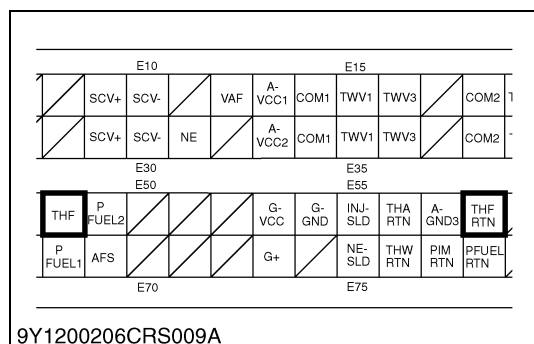 E10 E15
SCV+ SCV- VAF A-VCC1 COM1 TWV1 TWV3 COM2
SCV+ SCV- NE A-VCC2 COM1 TWV1 TWV3 COM2
E30 E35
E50 E55
THF P FUEL2 G-VCC G-GND INJ-SLD THA RTN A-GND3 THF RTN
P FUEL1 AFS G+ NE-SLD THW RTN PIM RTN PFUEL RTN
E70 E75
9Y1200206CRS009A